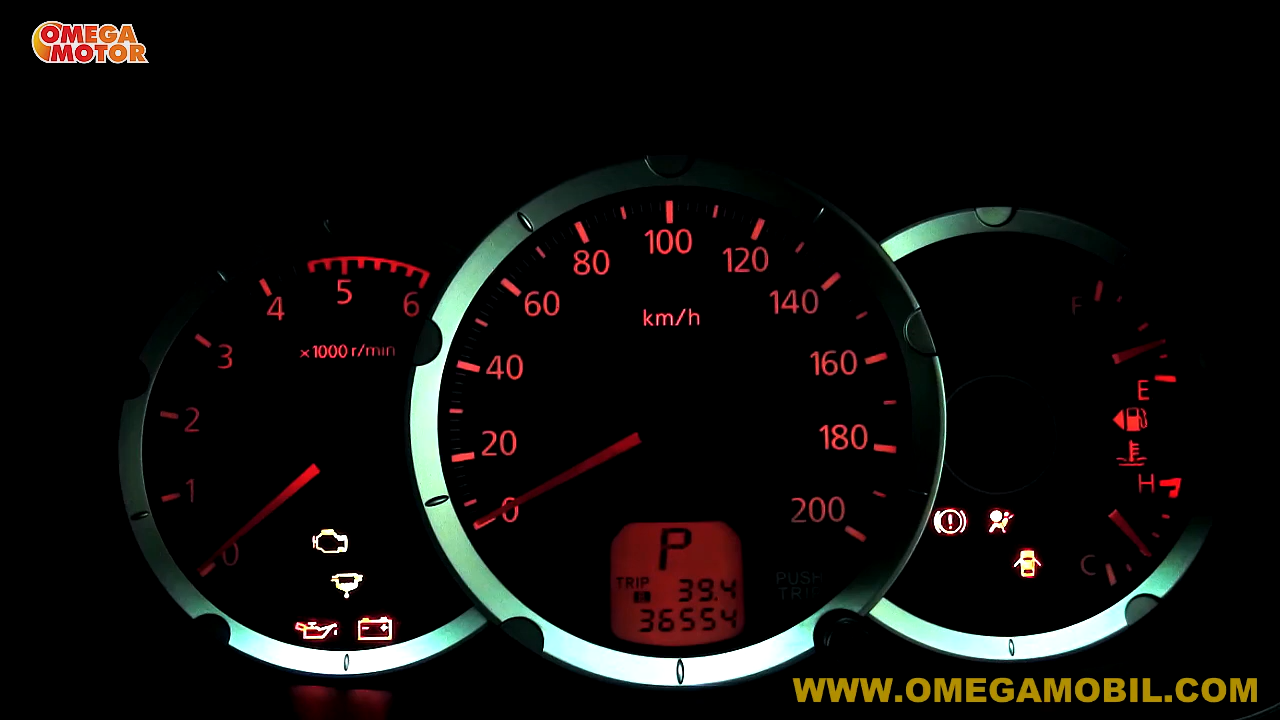 OMEGA
MOTOR
0
1
2
3
4
5
6
×1000 r/min
0
20
40
60
80
100
120
140
160
180
200
km/h
P
TRIP 39.4
36554
PUSH
TRIP
F
E
H
C
WWW.OMEGAMOBIL.COM